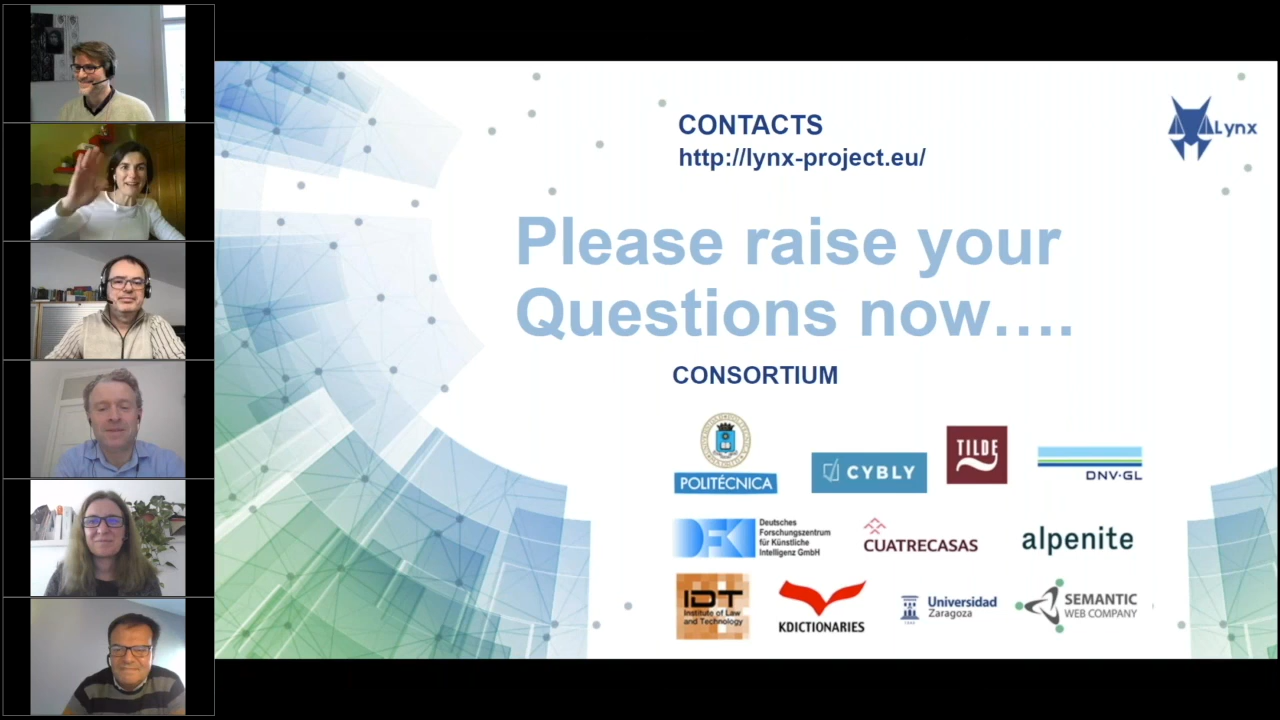 CONTACTS
http://lynx-project.eu/
Lynx
Please raise your
Questions now....
CONSORTIUM
POLITÉCNICA
CYBLY
TILDE
DNV·GL
DFKI
Deutsches
Forschungszentrum
für Künstliche
Intelligenz GmbH
CUATRECASAS
alpenite
IDT
Institute of Law
and Technology
KDICTIONARIES
Universidad
Zaragoza
SEMANTIC
WEB COMPANY